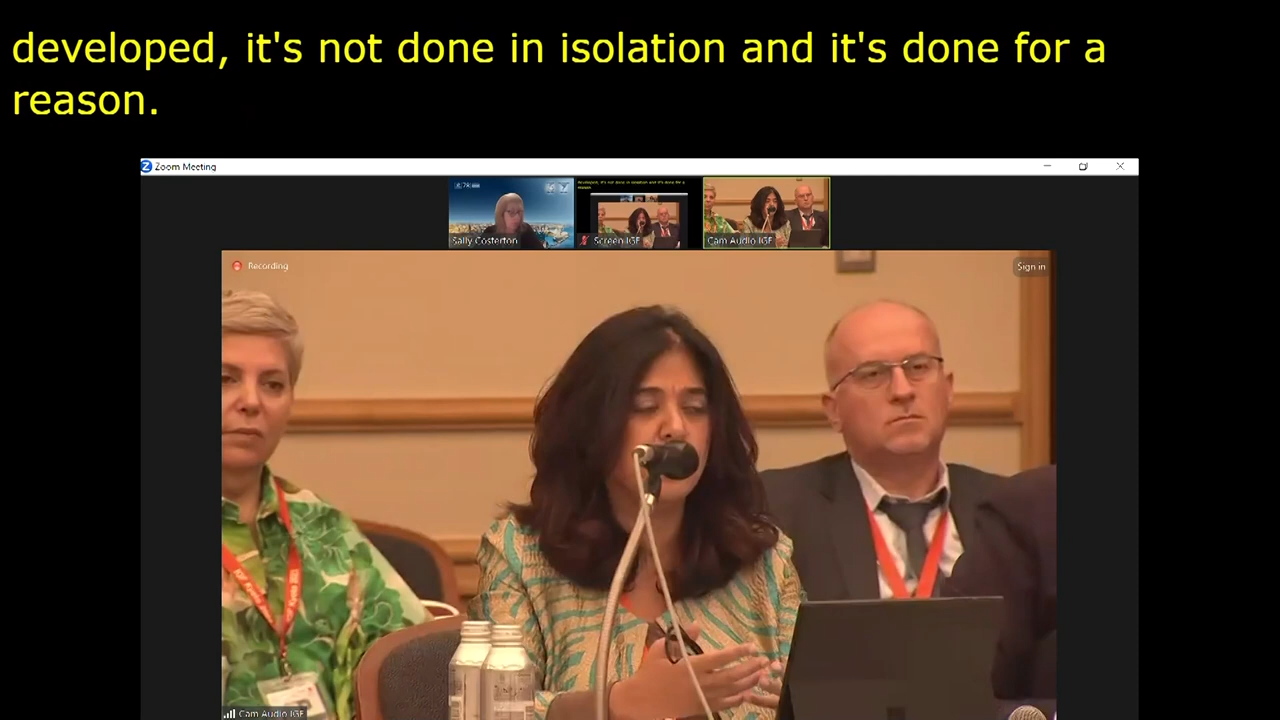 developed, it's not done in isolation and it's done for a
reason.
Zoom Meeting
Sally Costerton
Screen IGF
Cam Audio IGF
Recording
Sign in
Cam Audio IGF